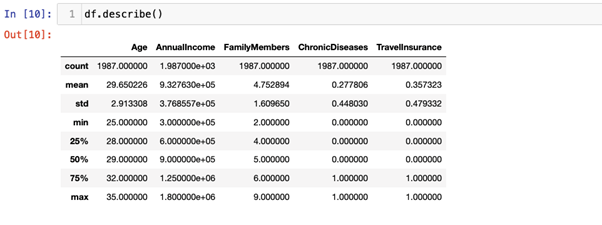 In [10]: 1 df.describe()
Out[10]:
Age AnnualIncome FamilyMembers ChronicDiseases TravelInsurance
count 1987.000000 1.987000e+03 1987.000000 1987.000000 1987.000000
mean 29.650226 9.327630e+05 4.752894 0.277806 0.357323
std 2.913308 3.768557e+05 1.609650 0.448030 0.479332
min 25.000000 3.000000e+05 2.000000 0.000000 0.000000
25% 28.000000 6.000000e+05 4.000000 0.000000 0.000000
50% 29.000000 9.000000e+05 5.000000 0.000000 0.000000
75% 32.000000 1.250000e+06 6.000000 1.000000 1.000000
max 35.000000 1.800000e+06 9.000000 1.000000 1.000000